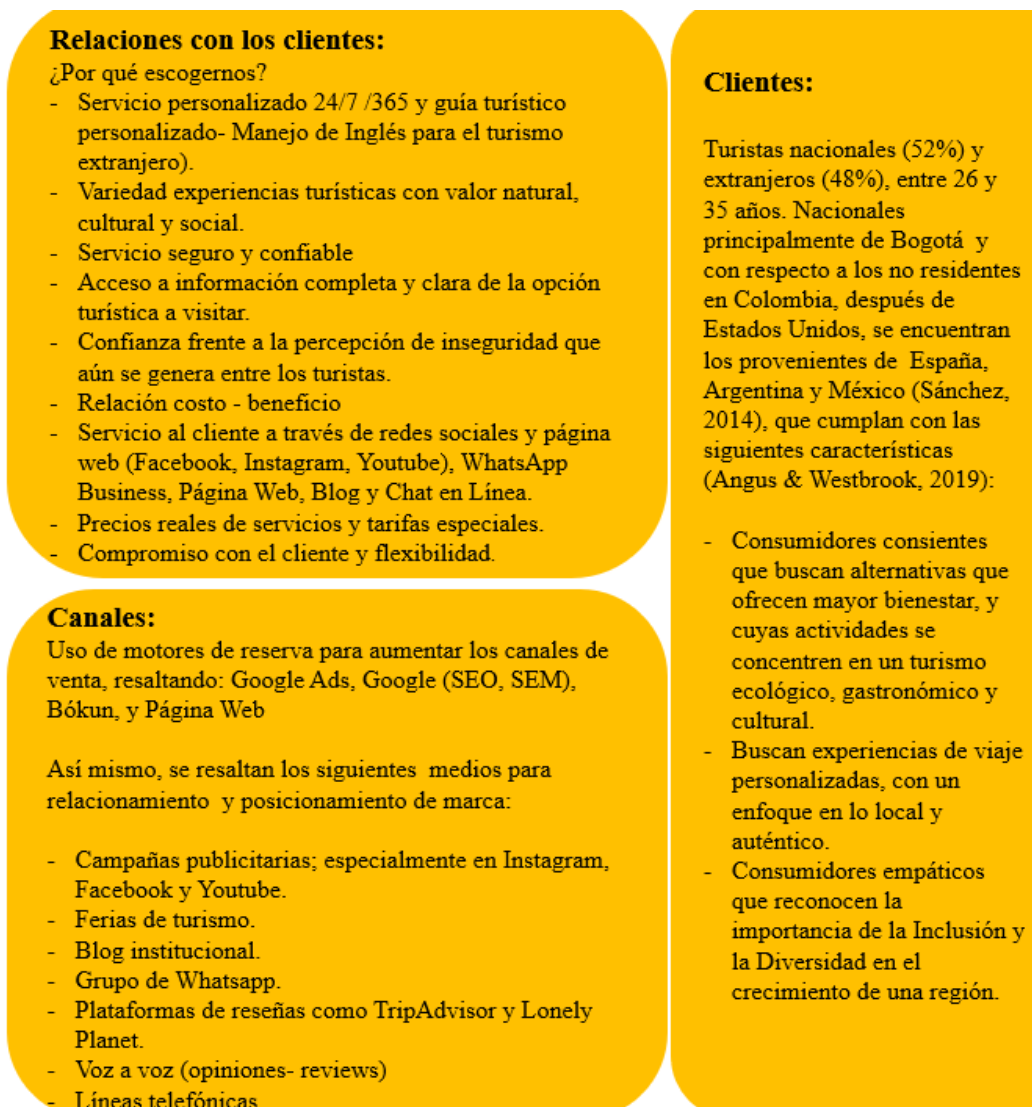 Relaciones con los clientes:
¿Por qué escogernos?
- Servicio personalizado 24/7 /365 y guía turístico
personalizado- Manejo de Inglés para el turismo
extranjero).
- Variedad experiencias turísticas con valor natural,
cultural y social.
- Servicio seguro y confiable
- Acceso a información completa y clara de la opción
turística a visitar.
- Confianza frente a la percepción de inseguridad que
aún se genera entre los turistas.
- Relación costo - beneficio
- Servicio al cliente a través de redes sociales y página
web (Facebook, Instagram, Youtube), WhatsApp
Business, Página Web, Blog y Chat en Línea.
- Precios reales de servicios y tarifas especiales.
- Compromiso con el cliente y flexibilidad.
Canales:
Uso de motores de reserva para aumentar los canales de
venta, resaltando: Google Ads, Google (SEO, SEM),
Bókun, y Página Web
Así mismo, se resaltan los siguientes medios para
relacionamiento y posicionamiento de marca:
- Campañas publicitarias; especialmente en Instagram,
Facebook y Youtube.
- Ferias de turismo.
- Blog institucional.
- Grupo de Whatsapp.
- Plataformas de reseñas como TripAdvisor y Lonely
Planet.
- Voz a voz (opiniones- reviews)
- Líneas telefónicas
Clientes:
Turistas nacionales (52%) y
extranjeros (48%), entre 26 y
35 años. Nacionales
principalmente de Bogotá y
con respecto a los no residentes
en Colombia, después de
Estados Unidos, se encuentran
los provenientes de España,
Argentina y México (Sánchez,
2014), que cumplan con las
siguientes características
(Angus & Westbrook, 2019):
- Consumidores consientes
que buscan alternativas que
ofrecen mayor bienestar, y
cuyas actividades se
concentren en un turismo
ecológico, gastronómico y
cultural.
- Buscan experiencias de viaje
personalizadas, con un
enfoque en lo local y
auténtico.
- Consumidores empáticos
que reconocen la
importancia de la Inclusión y
la Diversidad en el
crecimiento de una región.